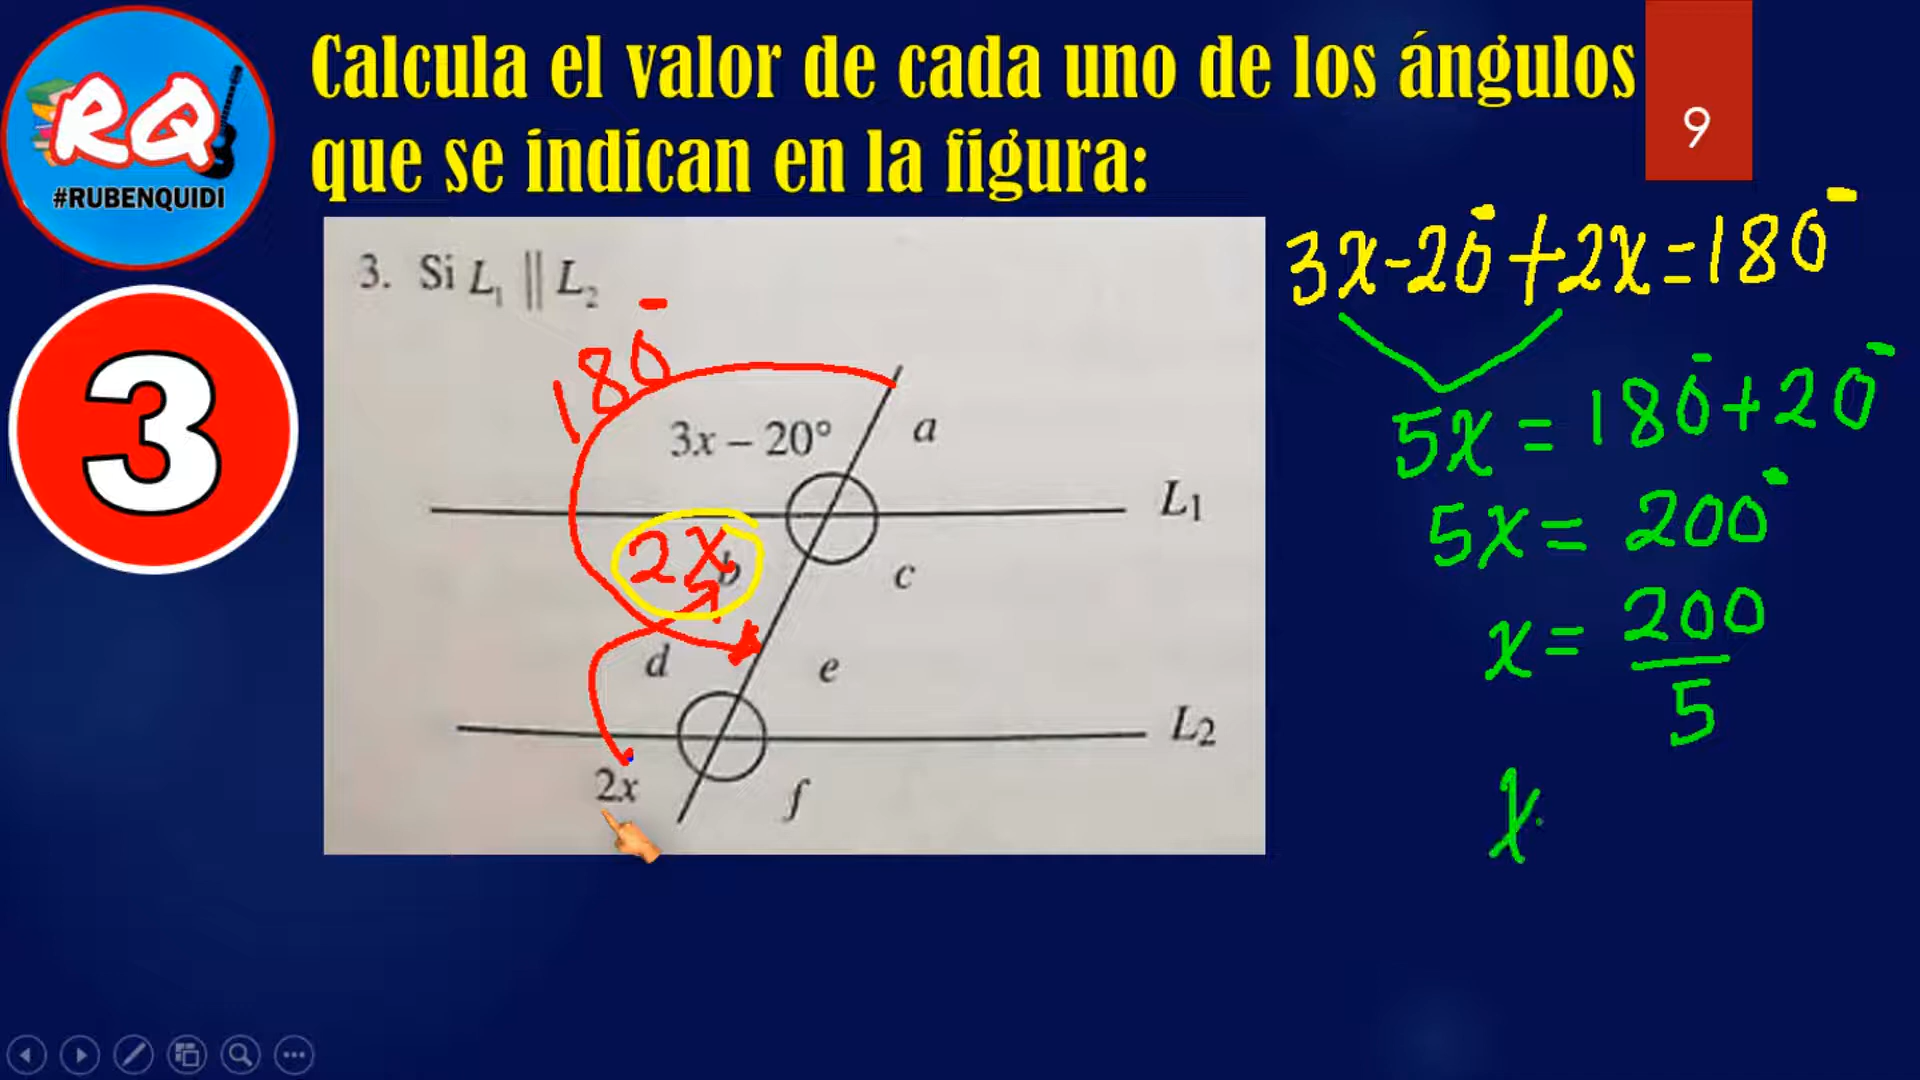 RQ
#RUBENQUIDI
Calcula el valor de cada uno de los ángulos
que se indican en la figura:
9
3
3. Si L₁ || L₂
180°
3x – 20°
a
L1
2x
b
c
d
e
L2
2x
f
3x-20°+2x=180°
5x = 180°+20°
5x = 200°
x = 200/5
x